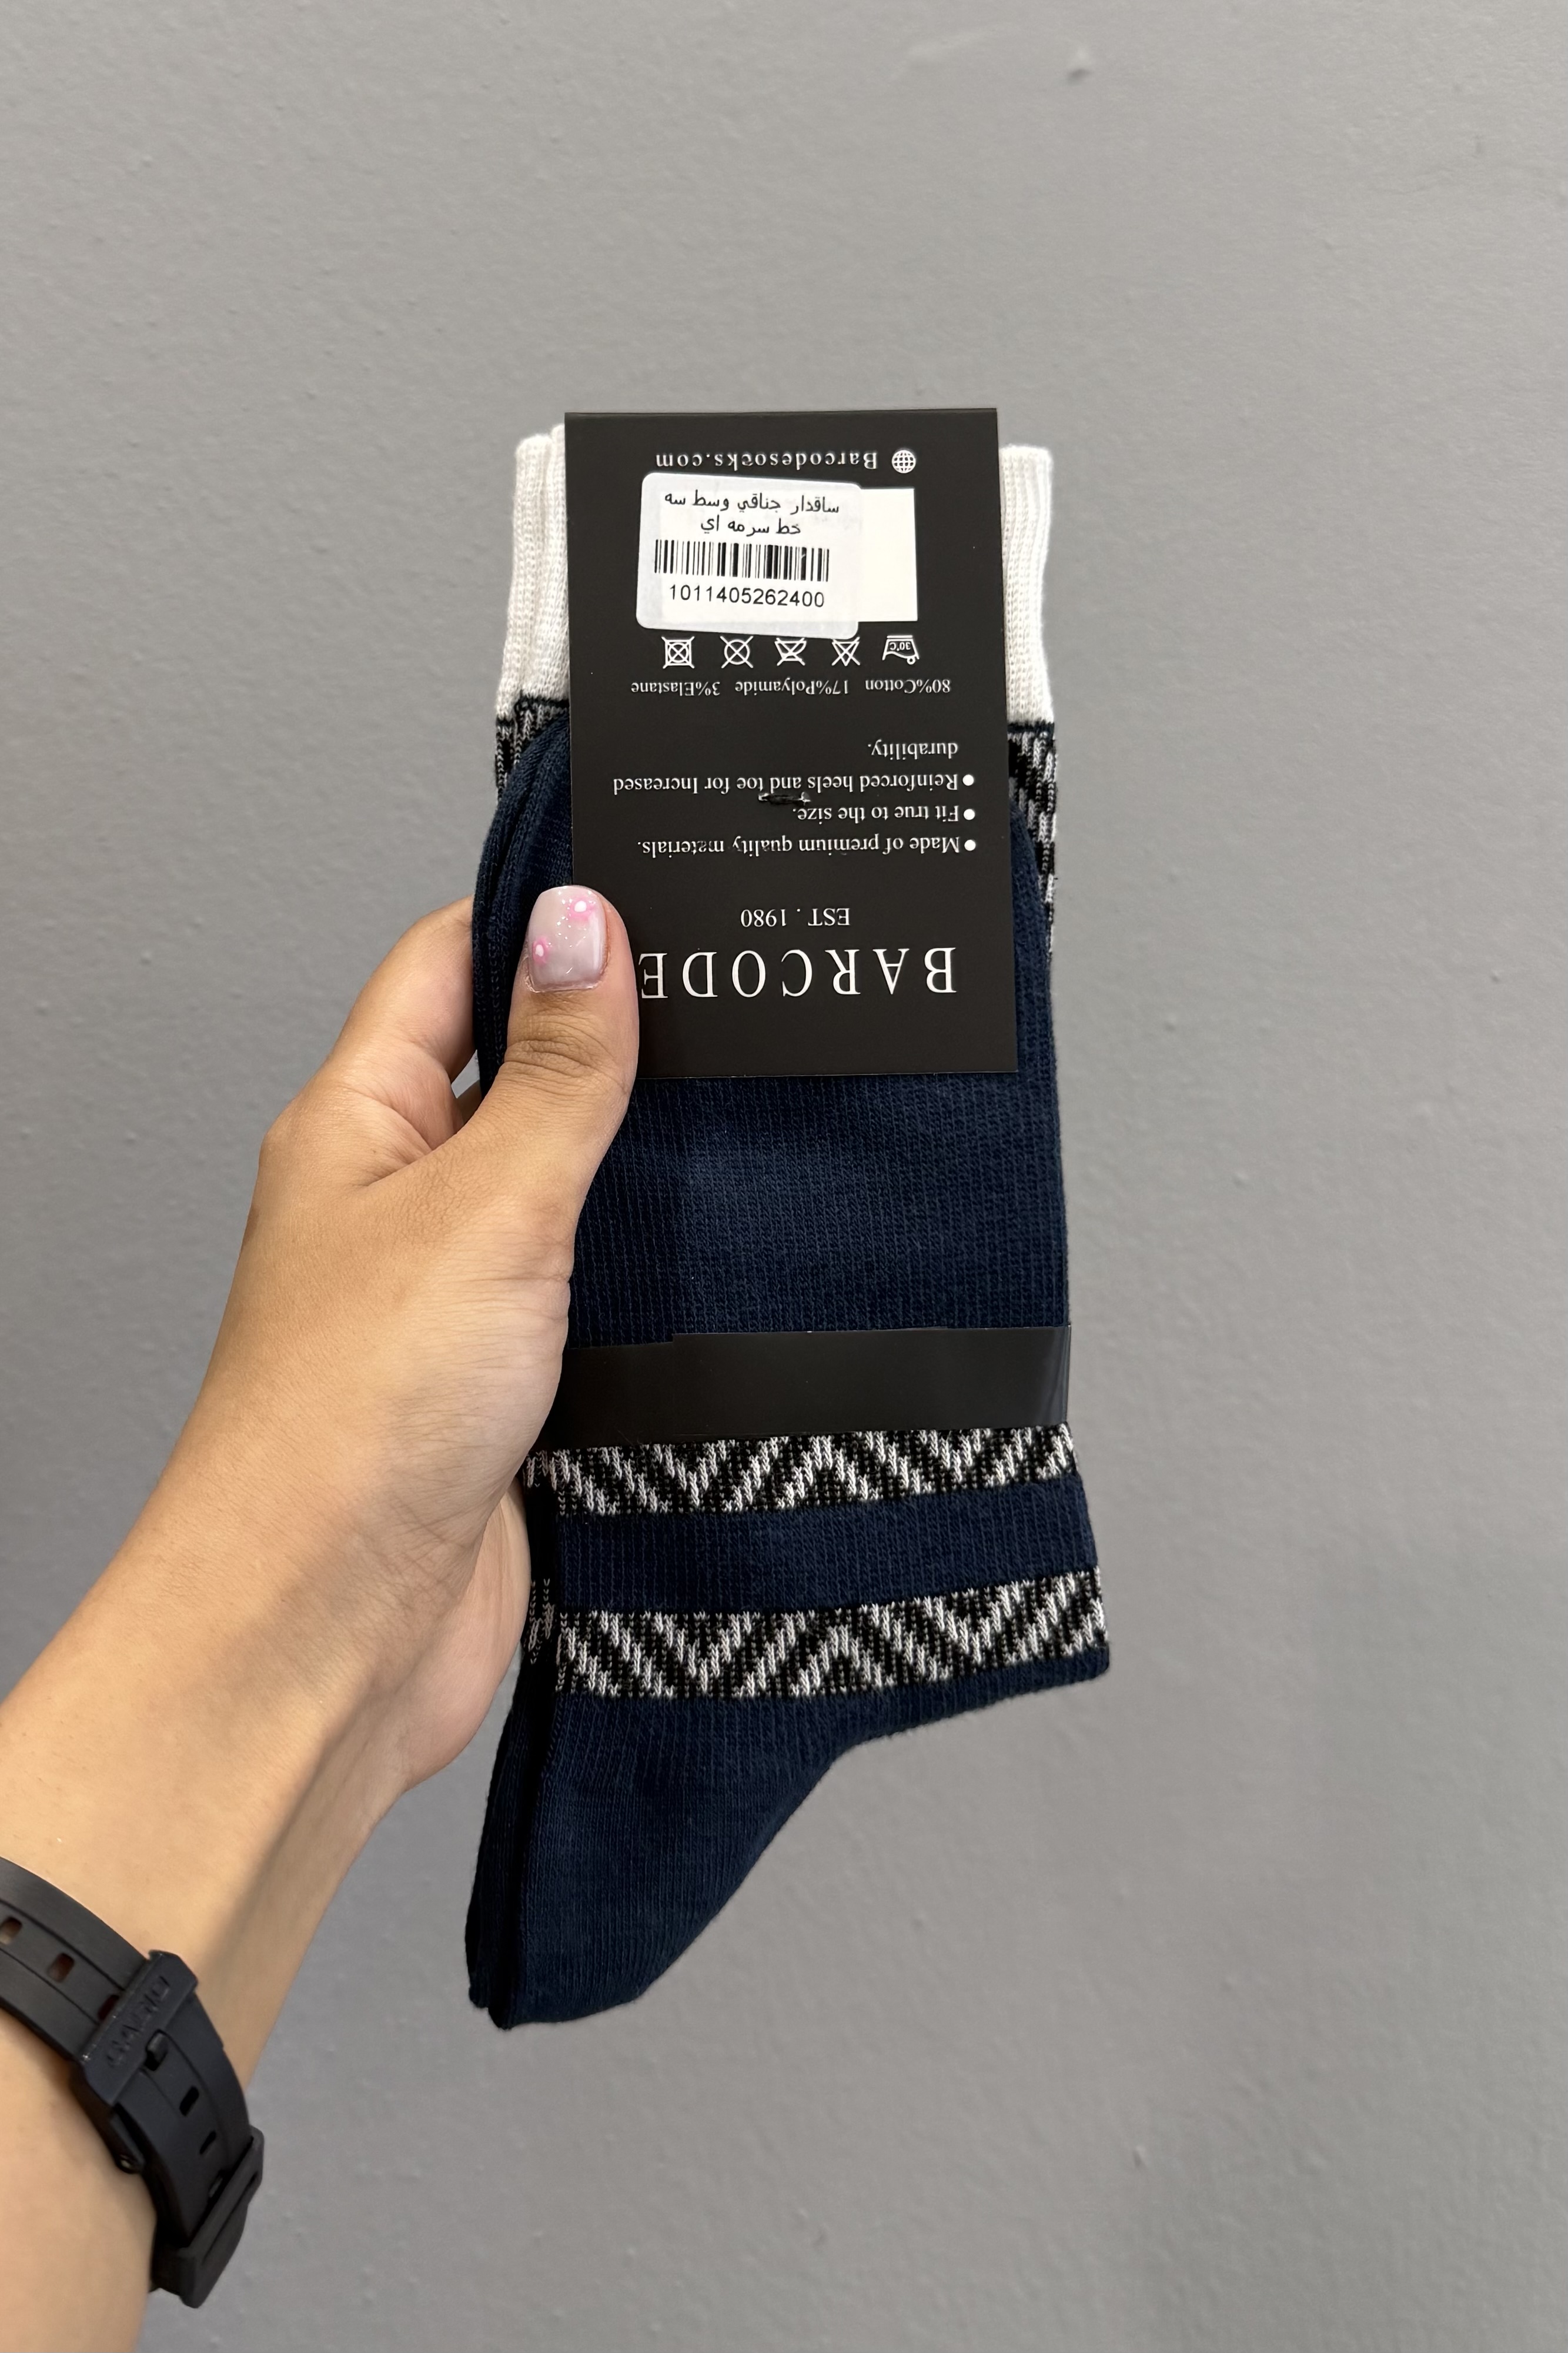 BARCODE
EST . 1980
● Made of premium quality materials.
● Fit true to the size.
● Reinforced heels and toe for Increased
durability.
80%Cotton 17%Polyamide 3%Elastane
30°C
ساقدار جناقي وسط سه
خط سرمه اي
1011405262400
Barcodesocks.com
CASIO